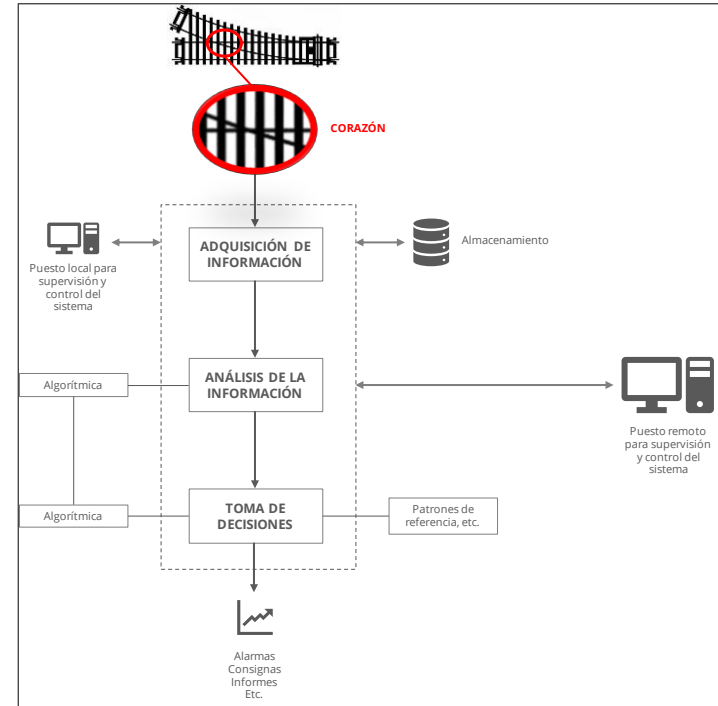 CORAZÓN
ADQUISICIÓN DE
INFORMACIÓN
Puesto local para
supervisión y
control del
sistema
Almacenamiento
Algorítmica
ANÁLISIS DE LA
INFORMACIÓN
Puesto remoto
para supervisión
y control del
sistema
Algorítmica
TOMA DE
DECISIONES
Patrones de
referencia, etc.
Alarmas
Consignas
Informes
Etc.